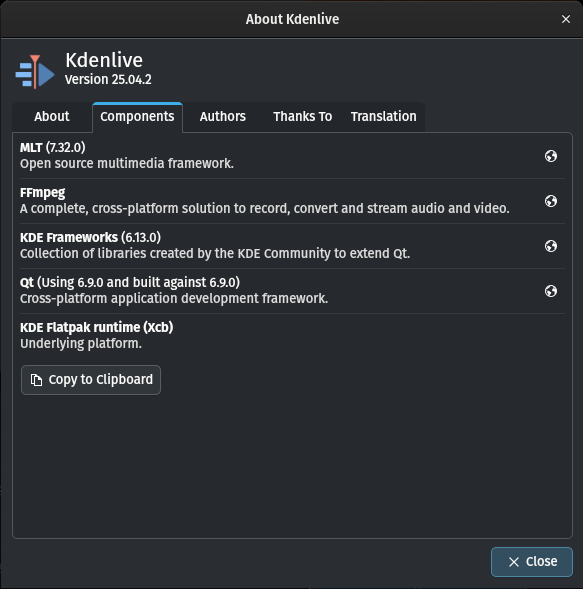 About Kdenlive
Kdenlive
Version 25.04.2
About Components Authors Thanks To Translation
MLT (7.32.0)
Open source multimedia framework.
FFmpeg
A complete, cross-platform solution to record, convert and stream audio and video.
KDE Frameworks (6.13.0)
Collection of libraries created by the KDE Community to extend Qt.
Qt (Using 6.9.0 and built against 6.9.0)
Cross-platform application development framework.
KDE Flatpak runtime (Xcb)
Underlying platform.
Copy to Clipboard
Close